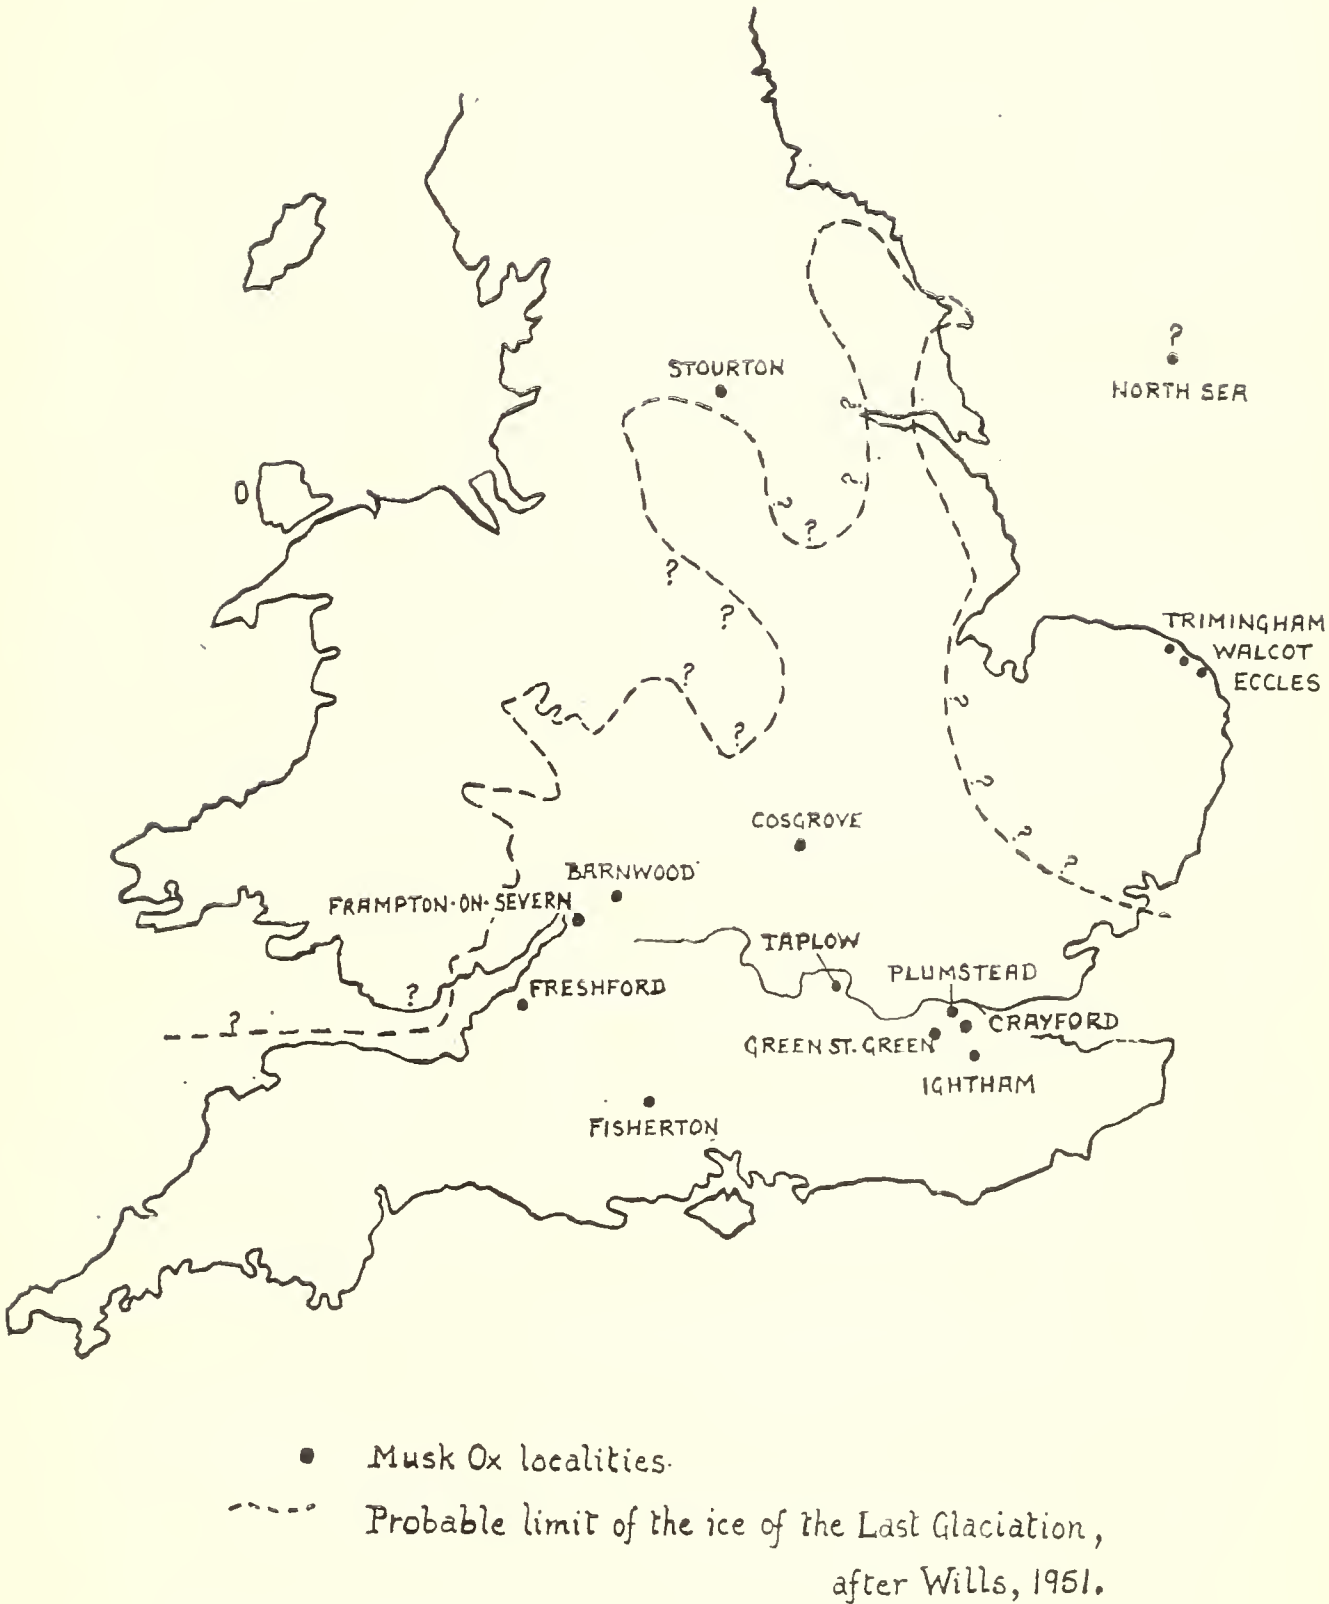 STOURTON
?
NORTH SEA
?
?
?
?
?
?
TRIMINGHAM
WALCOT
ECCLES
?
?
?
?
COSGROVE
?
?
BARNWOOD
FRAMPTON·ON·SEVERN
TAPLOW
PLUMSTEAD
FRESHFORD
?
?
CRAYFORD
GREEN ST. GREEN
IGHTHAM
FISHERTON
Musk Ox localities.
Probable limit of the ice of the Last Glaciation,
after Wills, 1951.